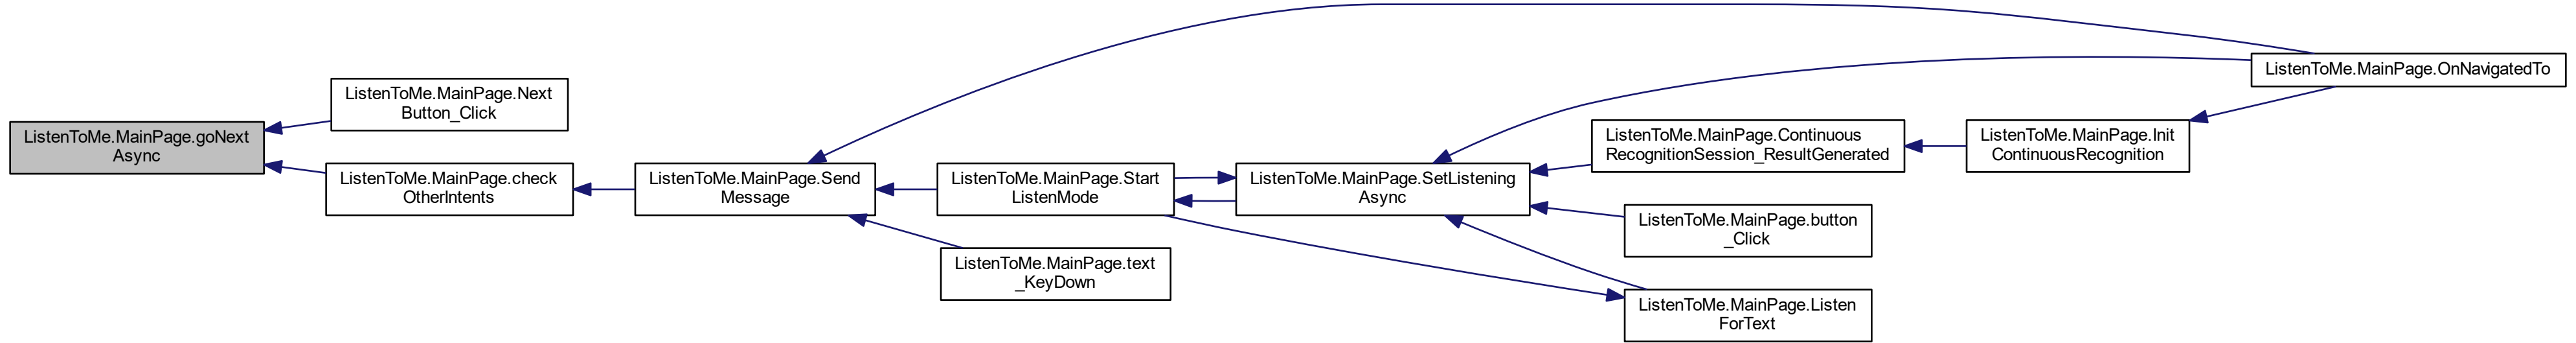 ListenToMe.MainPage.goNext
Async
ListenToMe.MainPage.Next
Button_Click
ListenToMe.MainPage.check
OtherIntents
ListenToMe.MainPage.Send
Message
ListenToMe.MainPage.Start
ListenMode
ListenToMe.MainPage.text
_KeyDown
ListenToMe.MainPage.SetListening
Async
ListenToMe.MainPage.Continuous
RecognitionSession_ResultGenerated
ListenToMe.MainPage.button
_Click
ListenToMe.MainPage.Listen
ForText
ListenToMe.MainPage.Init
ContinuousRecognition
ListenToMe.MainPage.OnNavigatedTo